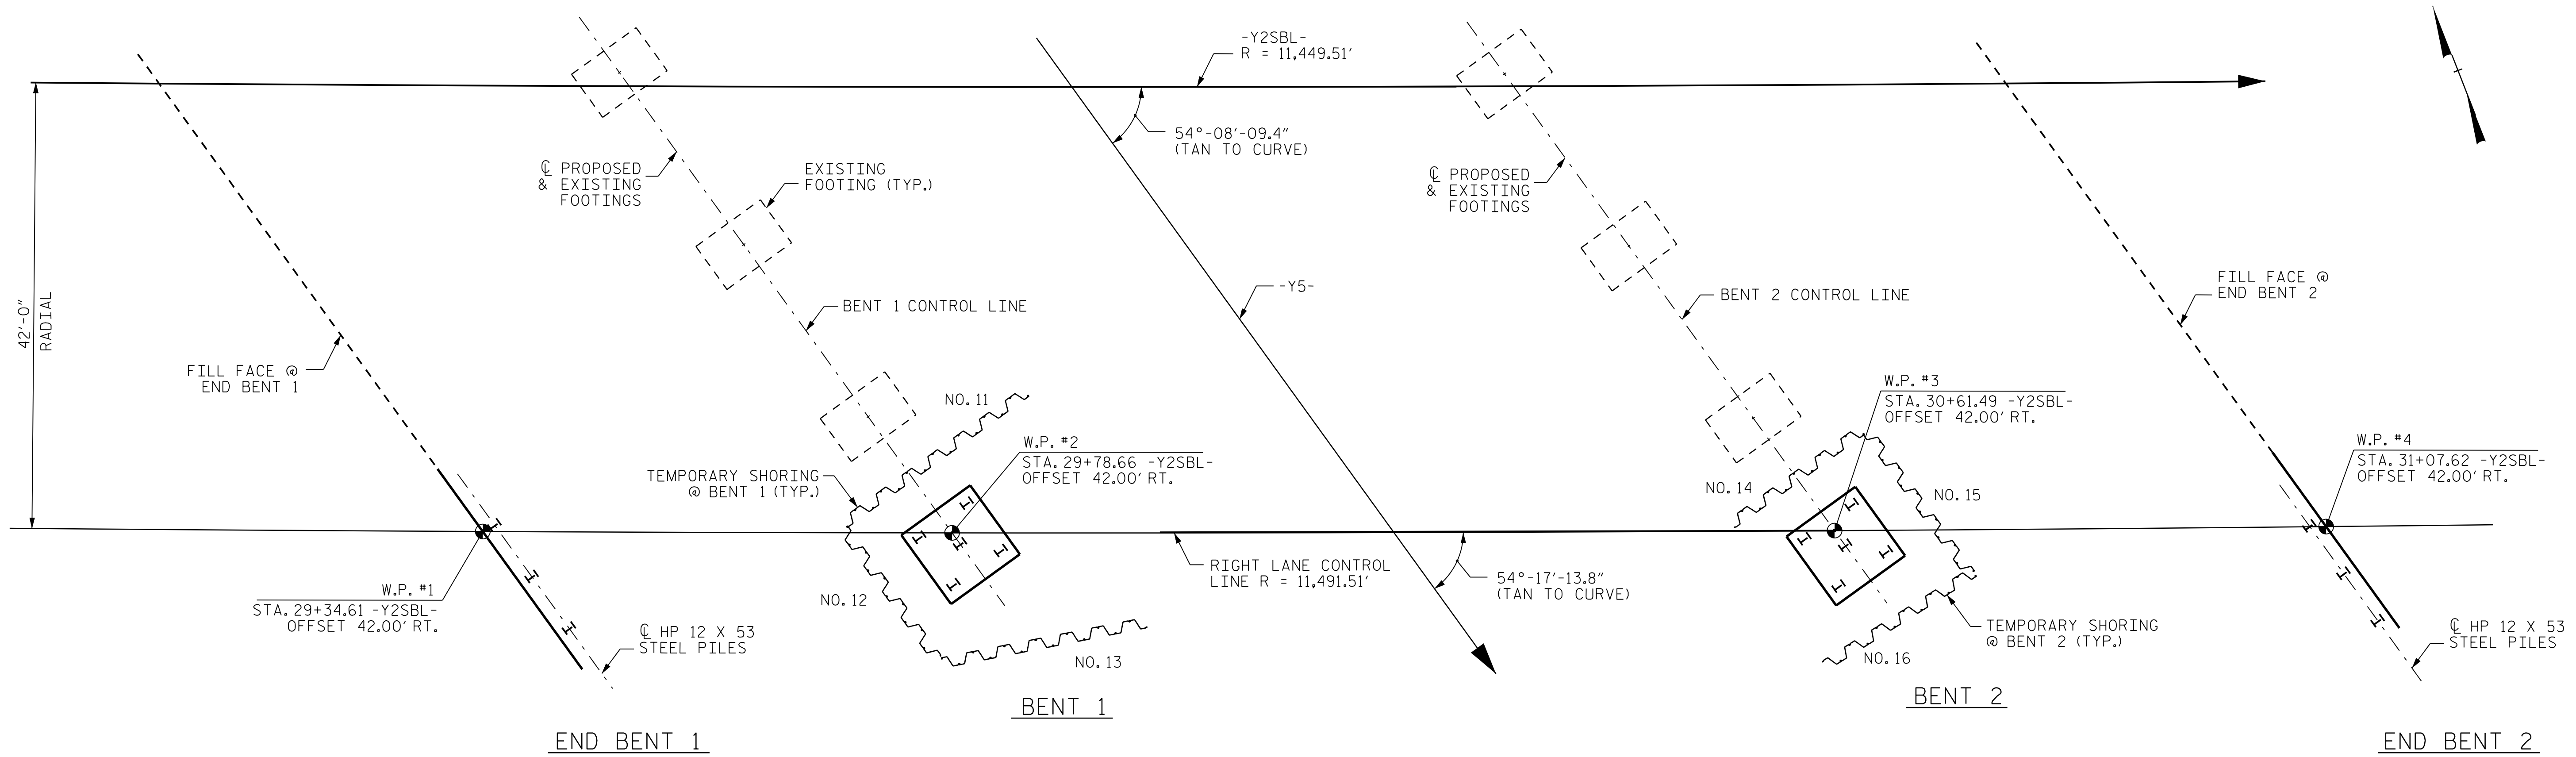 -Y2SBL-
R = 11,449.51'
54°-08'-09.4"
(TAN TO CURVE)
℄ PROPOSED
& EXISTING
FOOTINGS
EXISTING
FOOTING (TYP.)
℄ PROPOSED
& EXISTING
FOOTINGS
42'-0"
RADIAL
-Y5-
FILL FACE @
END BENT 2
BENT 1 CONTROL LINE
BENT 2 CONTROL LINE
FILL FACE @
END BENT 1
NO. 11
W.P. #3
STA. 30+61.49 -Y2SBL-
OFFSET 42.00' RT.
W.P. #2
STA. 29+78.66 -Y2SBL-
OFFSET 42.00' RT.
W.P. #4
STA. 31+07.62 -Y2SBL-
OFFSET 42.00' RT.
TEMPORARY SHORING
@ BENT 1 (TYP.)
NO. 14
NO. 15
RIGHT LANE CONTROL
LINE R = 11,491.51'
54°-17'-13.8"
(TAN TO CURVE)
W.P. #1
STA. 29+34.61 -Y2SBL-
OFFSET 42.00' RT.
NO. 12
℄ HP 12 X 53
STEEL PILES
NO. 13
TEMPORARY SHORING
@ BENT 2 (TYP.)
NO. 16
℄ HP 12 X 53
STEEL PILES
BENT 1
BENT 2
END BENT 1
END BENT 2